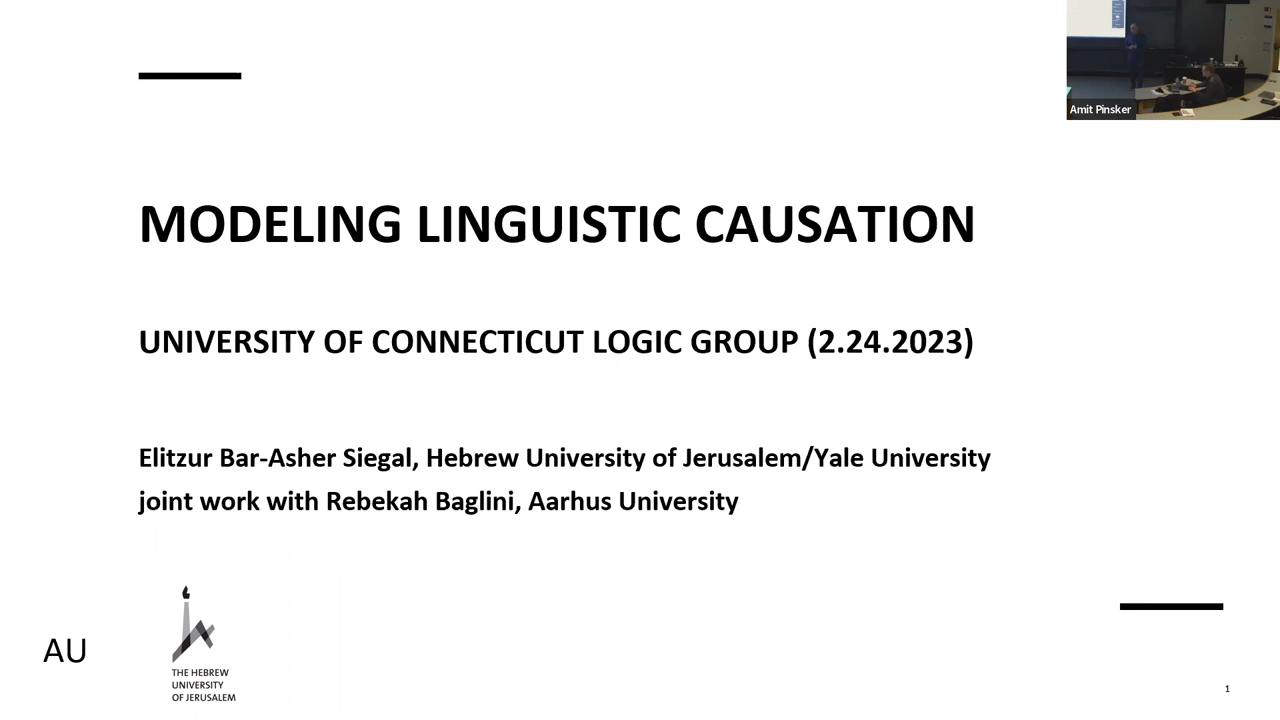 Amit Pinsker
MODELING LINGUISTIC CAUSATION
UNIVERSITY OF CONNECTICUT LOGIC GROUP (2.24.2023)
Elitzur Bar-Asher Siegal, Hebrew University of Jerusalem/Yale University
joint work with Rebekah Baglini, Aarhus University
AU
THE HEBREW
UNIVERSITY
OF JERUSALEM
1